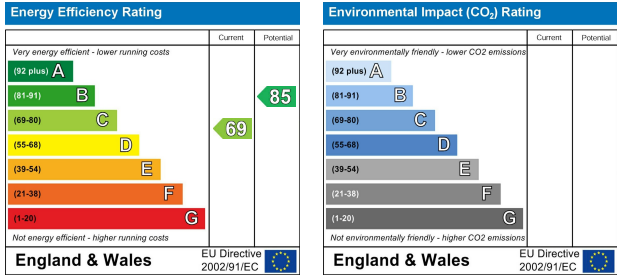 Energy Efficiency Rating
Current Potential
Very energy efficient - lower running costs
(92 plus) A
(81-91) B
85
(69-80) C
69
(55-68) D
(39-54) E
(21-38) F
(1-20) G
Not energy efficient - higher running costs
England & Wales
EU Directive
2002/91/EC
Environmental Impact (CO2) Rating
Current Potential
Very environmentally friendly - lower CO2 emissions
(92 plus) A
(81-91) B
(69-80) C
(55-68) D
(39-54) E
(21-38) F
(1-20) G
Not environmentally friendly - higher CO2 emissions
England & Wales
EU Directive
2002/91/EC